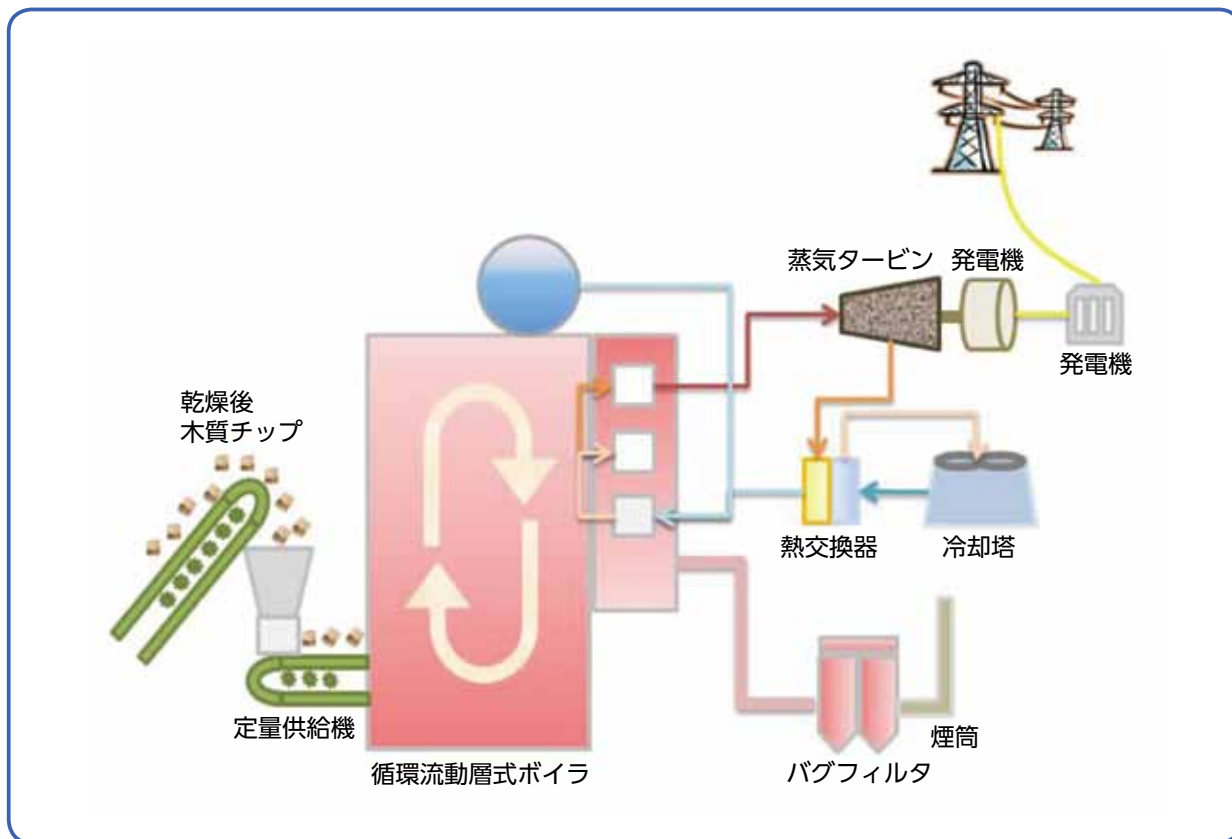 蒸気タービン
発電機
発電機
乾燥後
木質チップ
熱交換器
冷却塔
定量供給機
煙筒
循環流動層式ボイラ
バグフィルタ